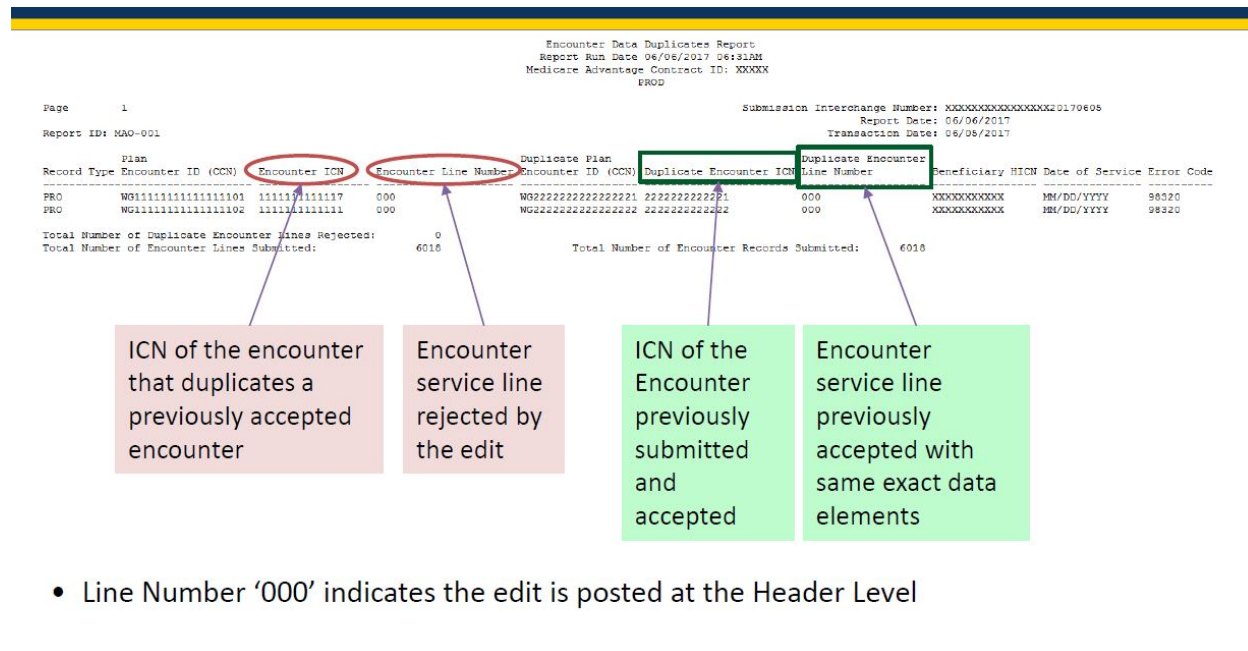 Encounter Data Duplicates Report
Report Run Date 06/06/2017 06:31AM
Medicare Advantage Contract ID: XXXXX
PROD
Page 1 Submission Interchange Number: XXXXXXXXXXXXXXXX20170605
Report Date: 06/06/2017
Report ID: MAO-001 Transaction Date: 06/05/2017
Plan Duplicate Plan Duplicate Encounter
Record Type Encounter ID (CCN) Encounter ICN Encounter Line Number Encounter ID (CCN) Duplicate Encounter ICN Line Number Beneficiary HICN Date of Service Error Code
PRO WG1111111111111101 1111111111117 000 WG2222222222222221 2222222222221 000 XXXXXXXXXXX MM/DD/YYYY 98320
PRO WG1111111111111102 1111111111111 000 WG2222222222222222 2222222222222 000 XXXXXXXXXXX MM/DD/YYYY 98320
Total Number of Duplicate Encounter Lines Rejected: 0
Total Number of Encounter Lines Submitted: 6018 Total Number of Encounter Records Submitted: 6018
ICN of the encounter
that duplicates a
previously accepted
encounter
Encounter
service line
rejected by
the edit
ICN of the
Encounter
previously
submitted
and
accepted
Encounter
service line
previously
accepted with
same exact data
elements
• Line Number ‘000’ indicates the edit is posted at the Header Level